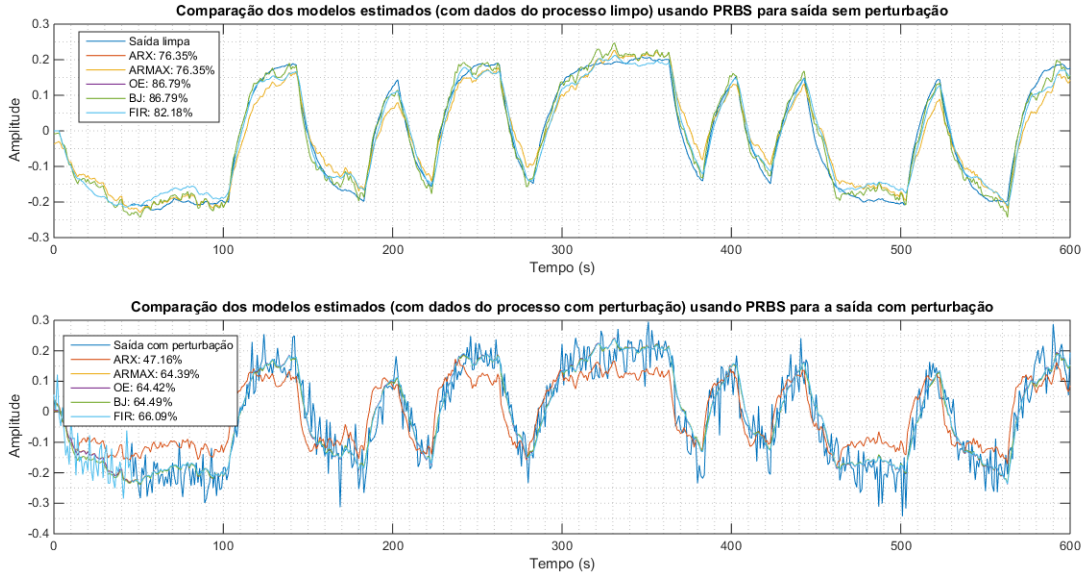 Comparação dos modelos estimados (com dados do processo limpo) usando PRBS para saída sem perturbação
0.3
0.2
0.1
0
-0.1
-0.2
-0.3
Amplitude
Saída limpa
ARX: 76.35%
ARMAX: 76.35%
OE: 86.79%
BJ: 86.79%
FIR: 82.18%
0 100 200 300 400 500 600
Tempo (s)
Comparação dos modelos estimados (com dados do processo com perturbação) usando PRBS para a saída com perturbação
0.3
0.2
0.1
0
-0.1
-0.2
-0.3
-0.4
Amplitude
Saída com perturbação
ARX: 47.16%
ARMAX: 64.39%
OE: 64.42%
BJ: 64.49%
FIR: 66.09%
0 100 200 300 400 500 600
Tempo (s)